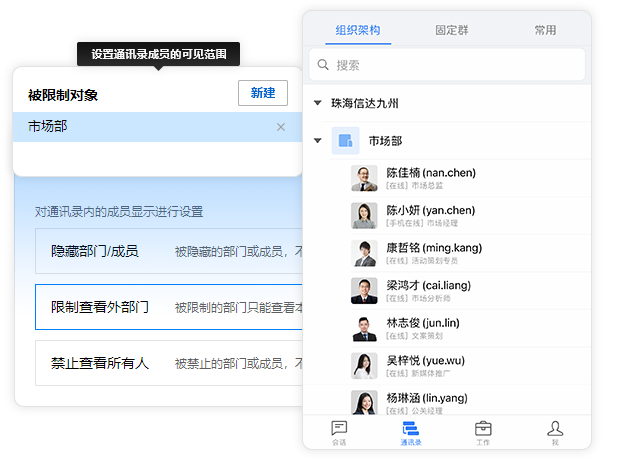 设置通讯录成员的可见范围
被限制对象
新建
市场部
对通讯录内的成员显示进行设置
隐藏部门/成员
被隐藏的部门或成员，不
限制查看外部门
被限制的部门只能查看本
禁止查看所有人
被禁止的部门或成员，不
组织架构
固定群
常用
搜索
珠海信达九州
市场部
陈佳楠 (nan.chen)
[在线] 市场总监
陈小妍 (yan.chen)
[手机在线] 市场经理
康哲铭 (ming.kang)
[在线] 活动策划专员
梁鸿才 (cai.liang)
[在线] 市场分析师
林志俊 (jun.lin)
[在线] 文案策划
吴梓悦 (yue.wu)
[在线] 新媒体推广
杨琳涵 (lin.yang)
[在线] 公关经理
会话
通讯录
工作
我